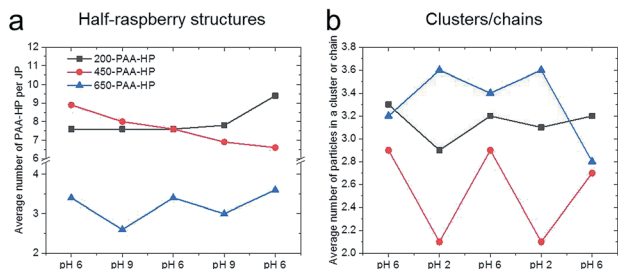 a
Half-raspberry structures
Average number of PAA-HP per JP
12
11
10
9
8
7
6
4
3
2
200-PAA-HP
450-PAA-HP
650-PAA-HP
pH 6 pH 9 pH 6 pH 9 pH 6
b
Clusters/chains
Average number of particles in a cluster or chain
3.8
3.6
3.4
3.2
3.0
2.8
2.6
2.4
2.2
2.0
pH 6 pH 2 pH 6 pH 2 pH 6